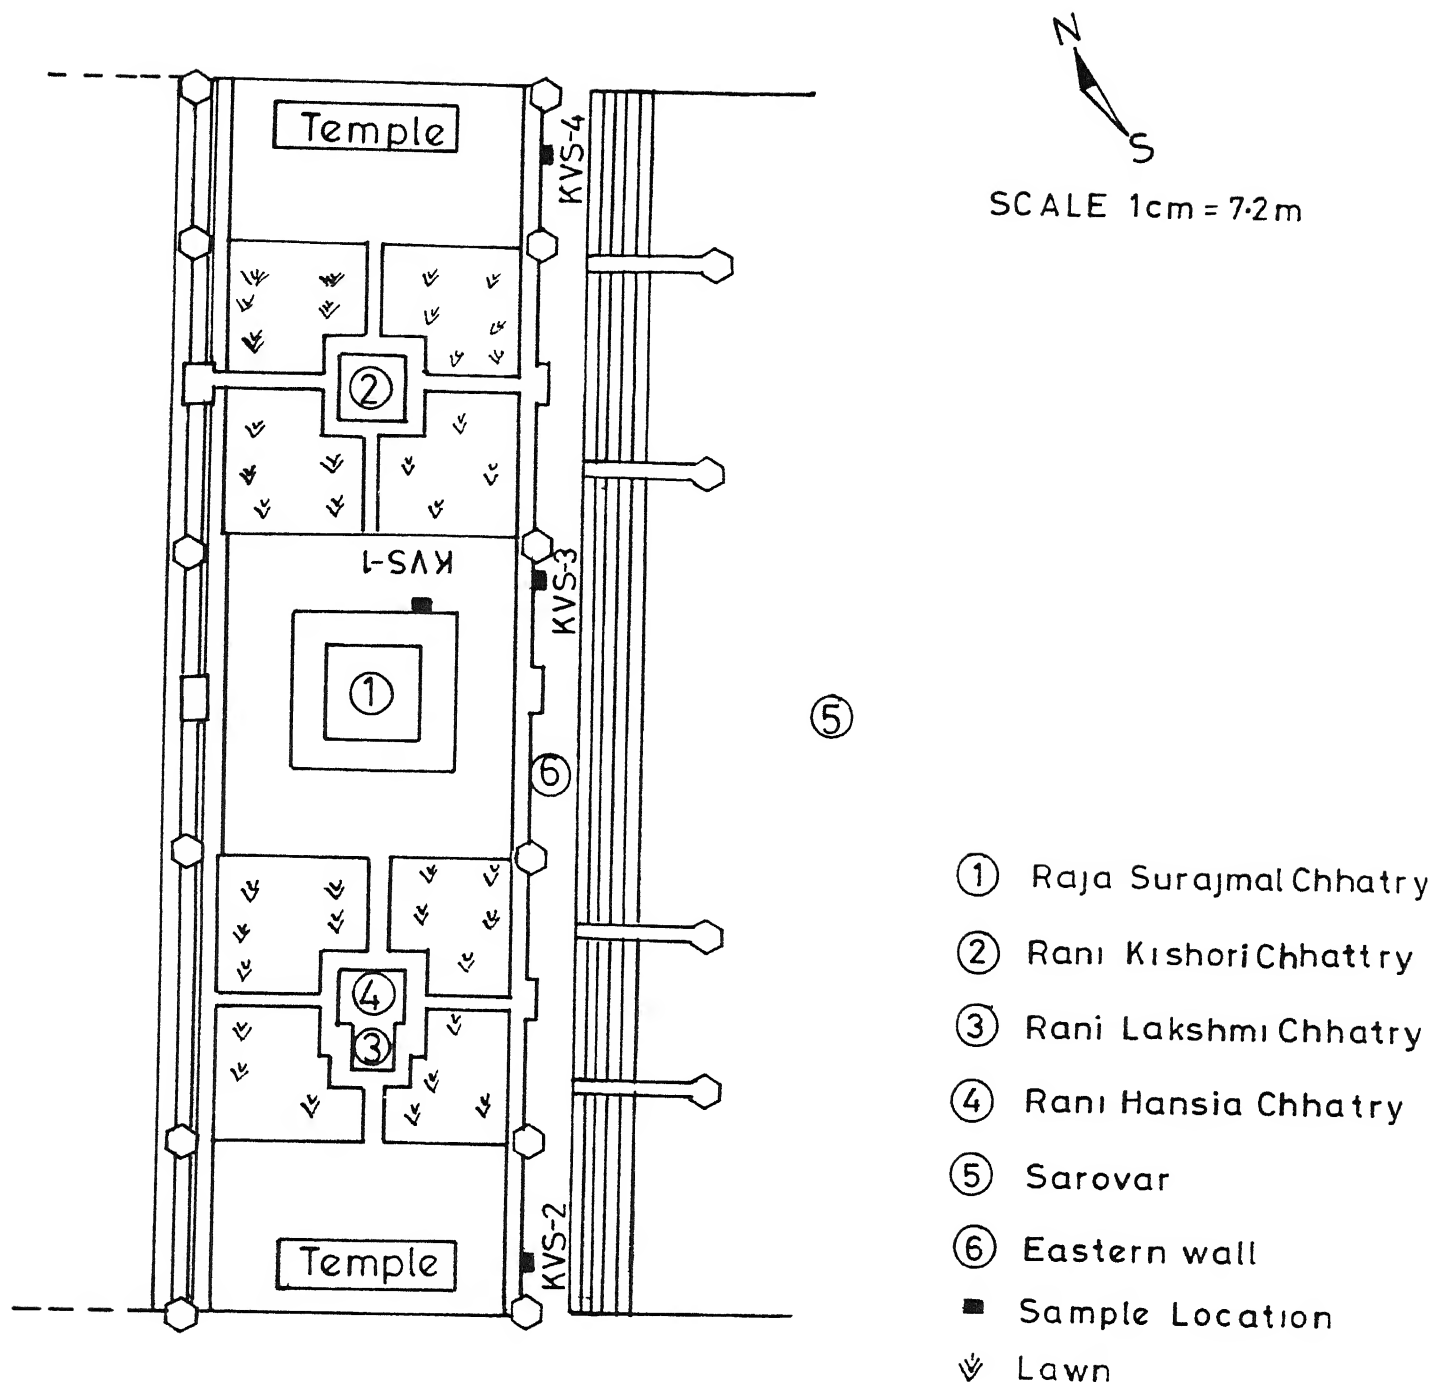 N
S
SCALE 1cm = 7.2m
Temple
KVS-4
2
KVS-1
KVS-3
1
5
6
4
3
KVS-2
Temple
1 Raja Surajmal Chhatry
2 Rani Kishori Chhattry
3 Rani Lakshmi Chhatry
4 Rani Hansia Chhatry
5 Sarovar
6 Eastern wall
Sample Location
Lawn